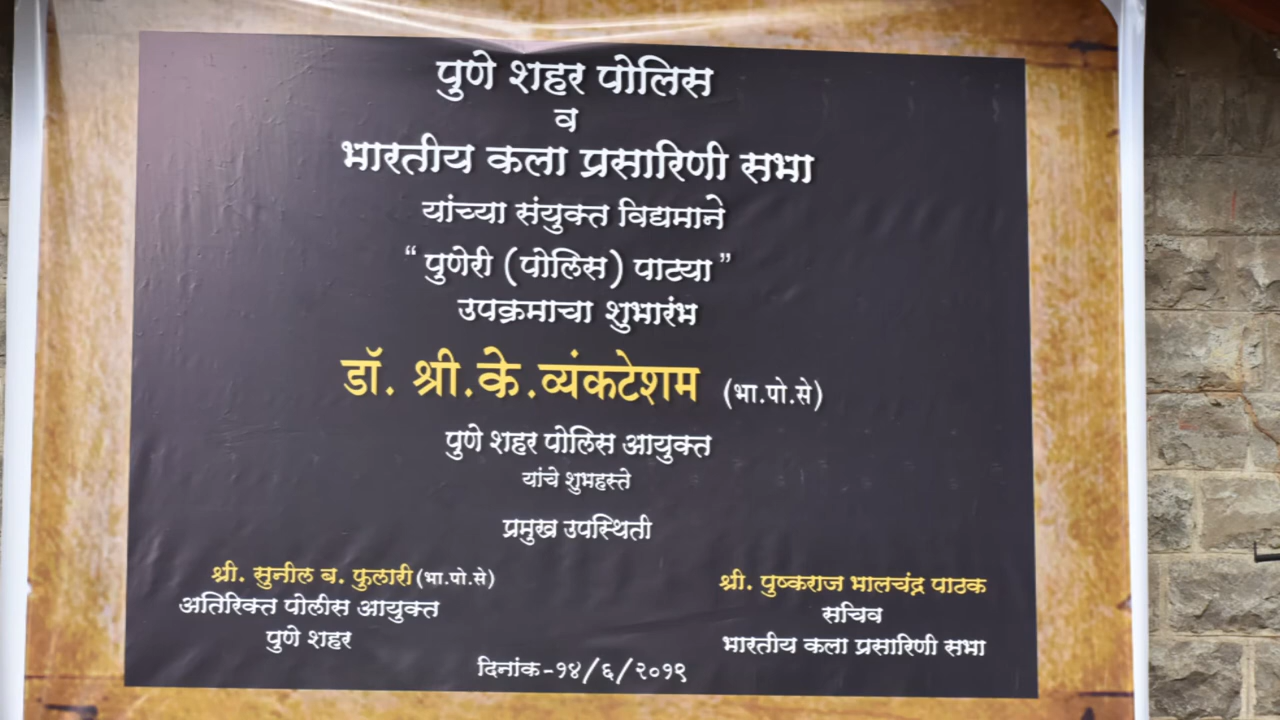 पुणे शहर पोलिस
व
भारतीय कला प्रसारिणी सभा
यांच्या संयुक्त विद्यमाने
“पुणेरी (पोलिस) पाट्या”
उपक्रमाचा शुभारंभ
डॉ. श्री.के.व्यंकटेशम (भा.पो.से)
पुणे शहर पोलिस आयुक्त
यांचे शुभहस्ते
प्रमुख उपस्थिती
श्री. सुनील ब. फुलारी(भा.पो.से)
अतिरिक्त पोलीस आयुक्त
पुणे शहर
श्री. पुष्कराज भालचंद्र पाठक
सचिव
भारतीय कला प्रसारिणी सभा
दिनांक-१४/६/२०१९